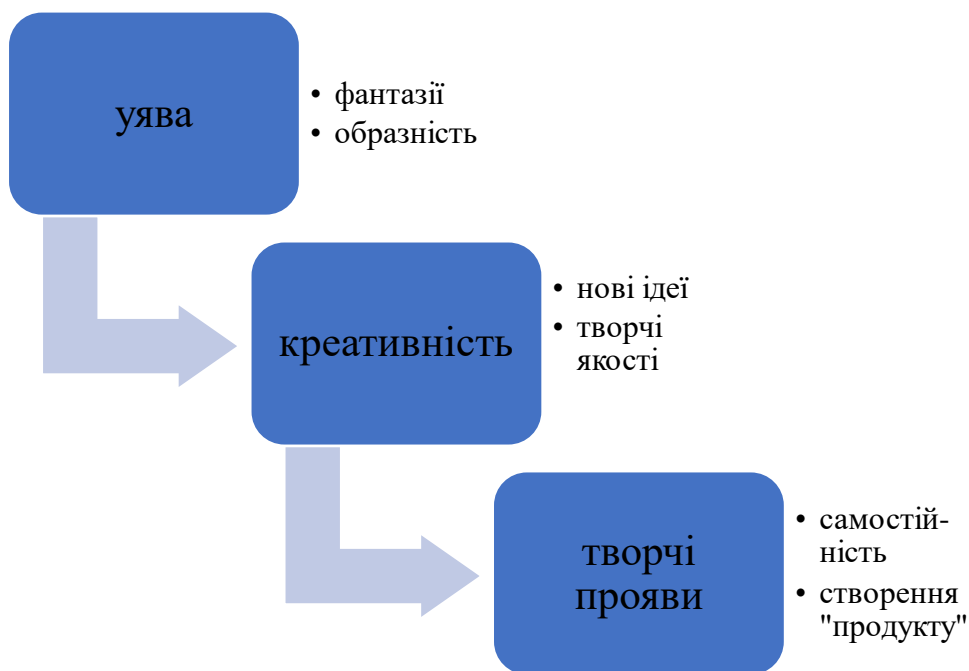 уява
• фантазії
• образність
креативність
• нові ідеї
• творчі
якості
творчі
прояви
• самостій-
ність
• створення
"продукту"